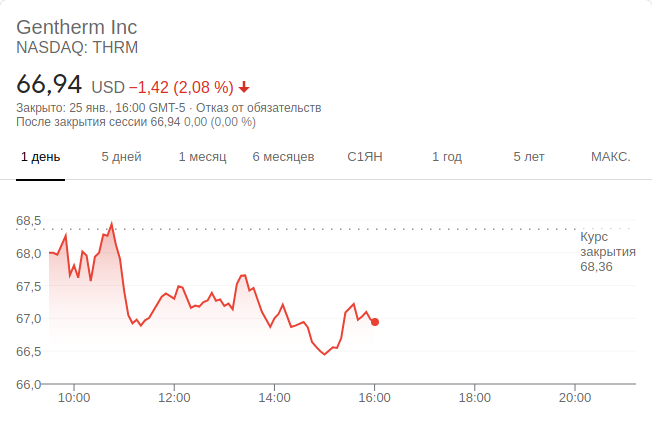 Gentherm Inc
NASDAQ: THRM
66,94 USD −1,42 (2,08 %)
Закрыто: 25 янв., 16:00 GMT-5 · Отказ от обязательств
После закрытия сессии 66,94 0,00 (0,00 %)
1 день 5 дней 1 месяц 6 месяцев С1ЯН 1 год 5 лет МАКС.
68,5
Курс
закрытия
68,36
68,0
67,5
67,0
66,5
66,0
10:00 12:00 14:00 16:00 18:00 20:00